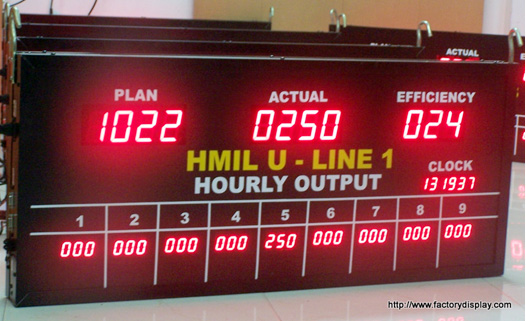 ACTUAL
PLAN ACTUAL EFFICIENCY
1022 0250 024
HMIL U - LINE 1
HOURLY OUTPUT
CLOCK
131937
1 2 3 4 5 6 7 8 9
000 000 000 000 250 000 000 000 000
http://www.factorydisplay.com